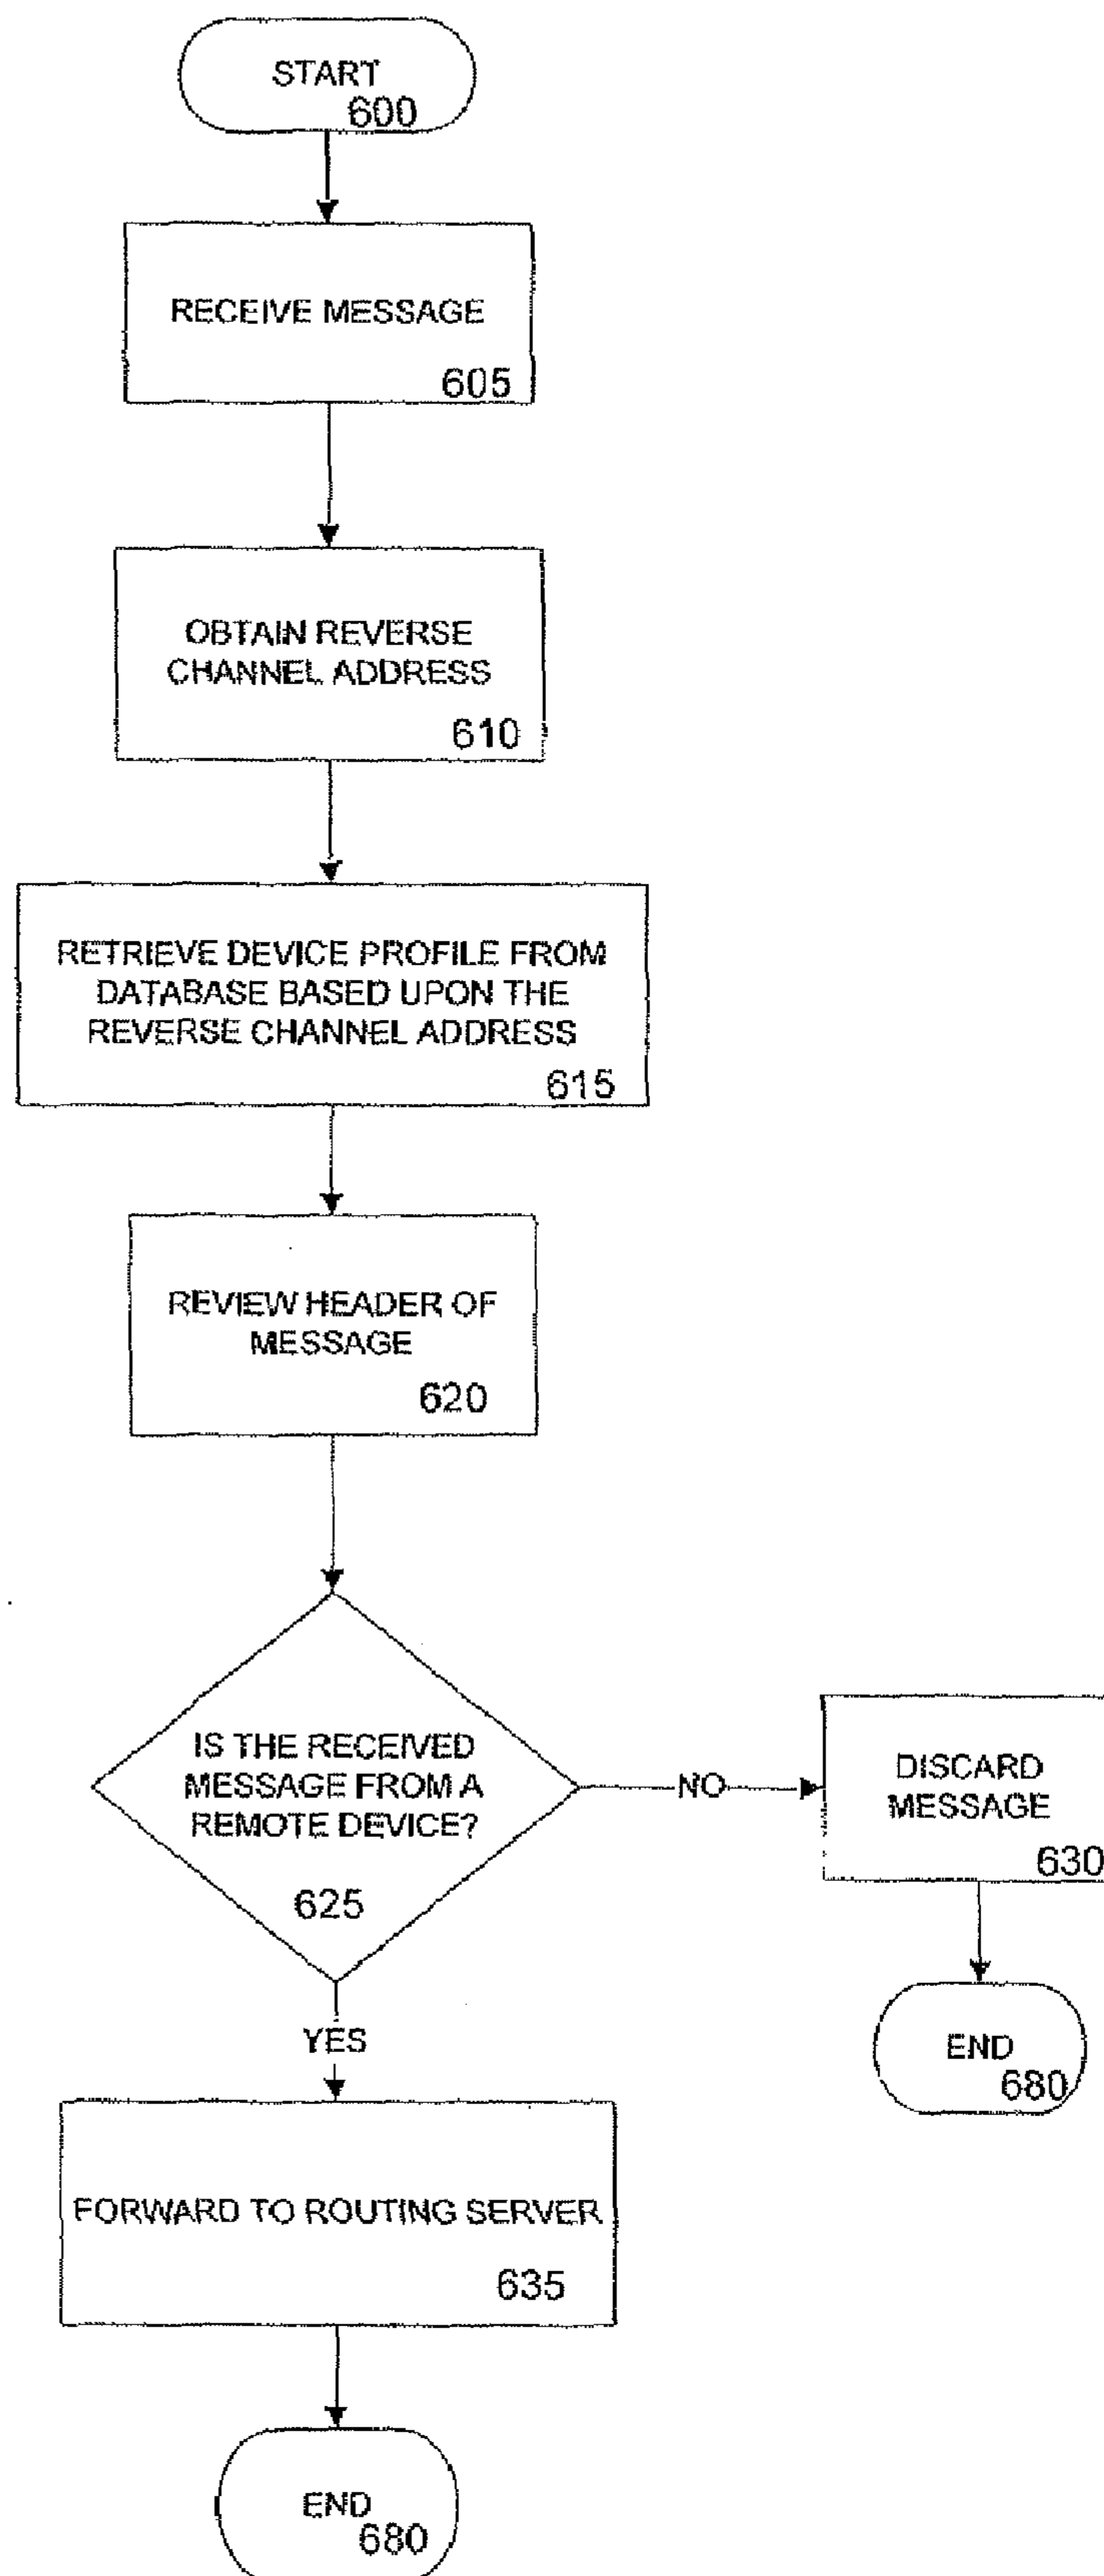 START
600
RECEIVE MESSAGE
605
OBTAIN REVERSE
CHANNEL ADDRESS
610
RETRIEVE DEVICE PROFILE FROM
DATABASE BASED UPON THE
REVERSE CHANNEL ADDRESS
615
REVIEW HEADER OF
MESSAGE
620
IS THE RECEIVED
MESSAGE FROM A
REMOTE DEVICE?
625
NO
DISCARD
MESSAGE
630
END
680
YES
FORWARD TO ROUTING SERVER
635
END
680